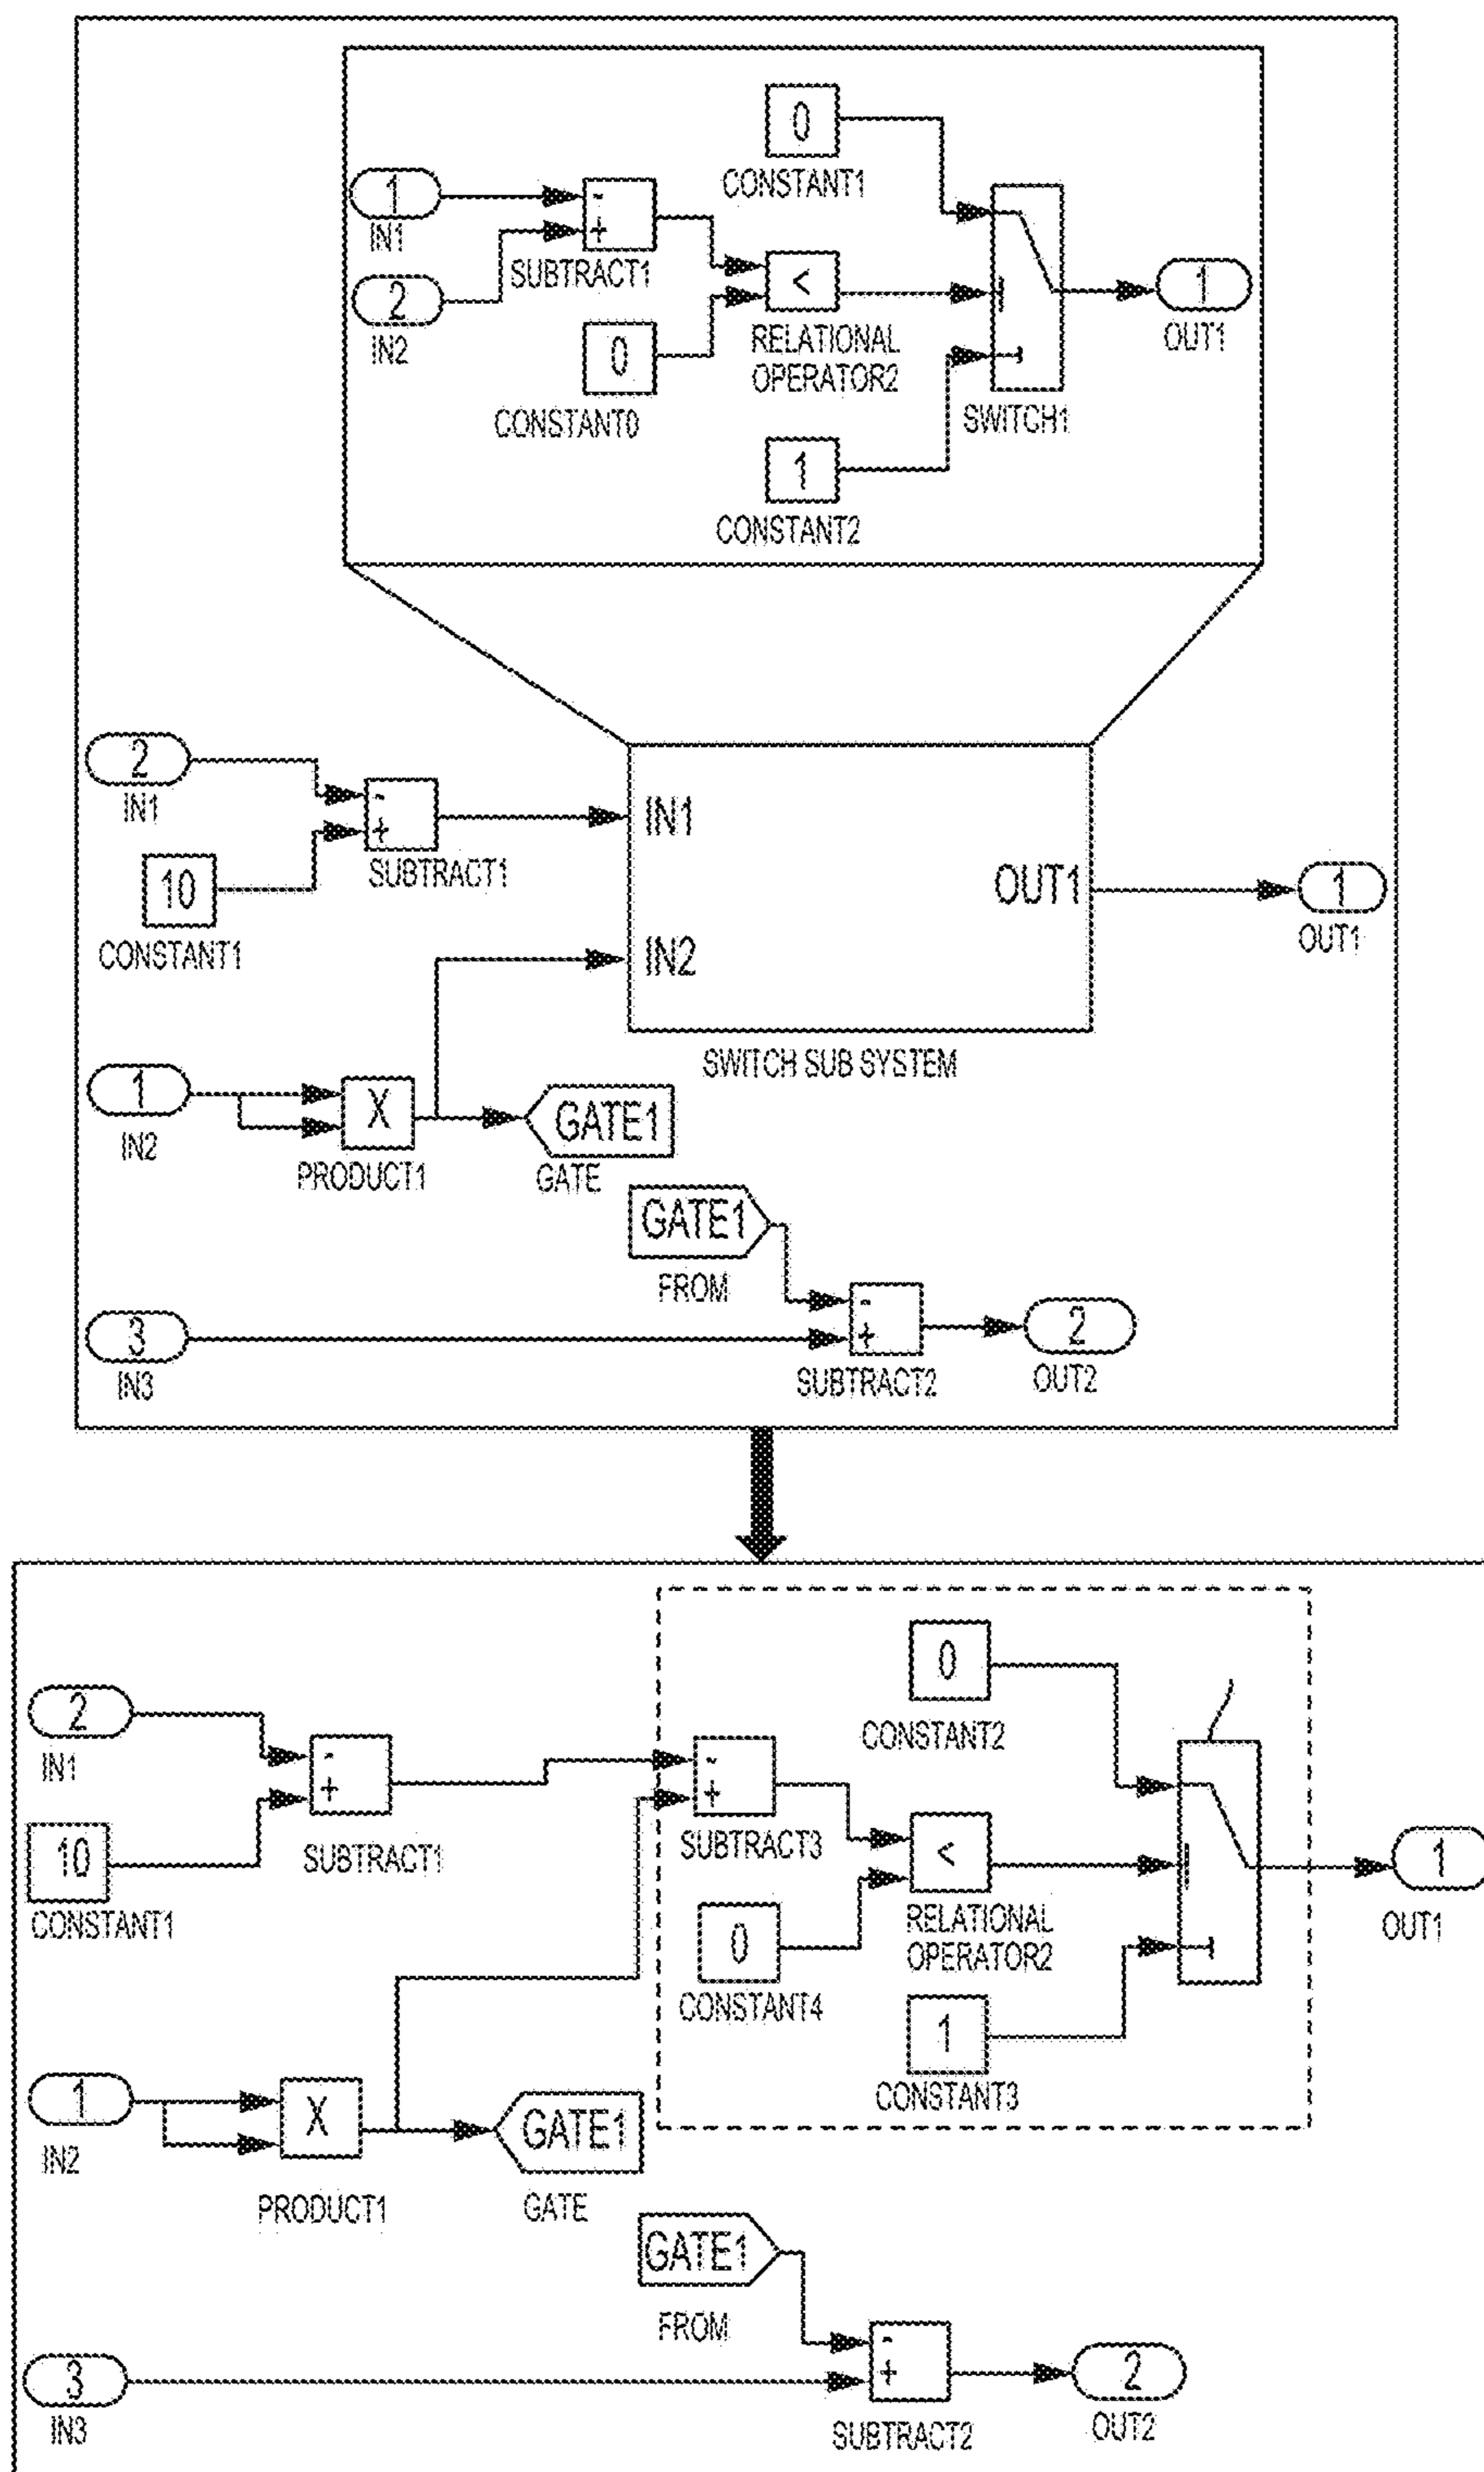 0
CONSTANT1
1
IN1
-
+
SUBTRACT1
2
IN2
<
RELATIONAL
OPERATOR2
0
CONSTANT0
1
OUT1
SWITCH1
1
CONSTANT2
2
IN1
-
+
SUBTRACT1
10
CONSTANT1
IN1
IN2
OUT1
SWITCH SUB SYSTEM
1
OUT1
1
IN2
X
PRODUCT1
GATE1
GATE
GATE1
FROM
3
IN3
-
+
SUBTRACT2
2
OUT2
0
CONSTANT2
2
IN1
-
+
SUBTRACT1
10
CONSTANT1
-
+
SUBTRACT3
<
RELATIONAL
OPERATOR2
0
CONSTANT4
1
CONSTANT3
1
OUT1
1
IN2
X
PRODUCT1
GATE1
GATE
GATE1
FROM
3
IN3
-
+
SUBTRACT2
2
OUT2